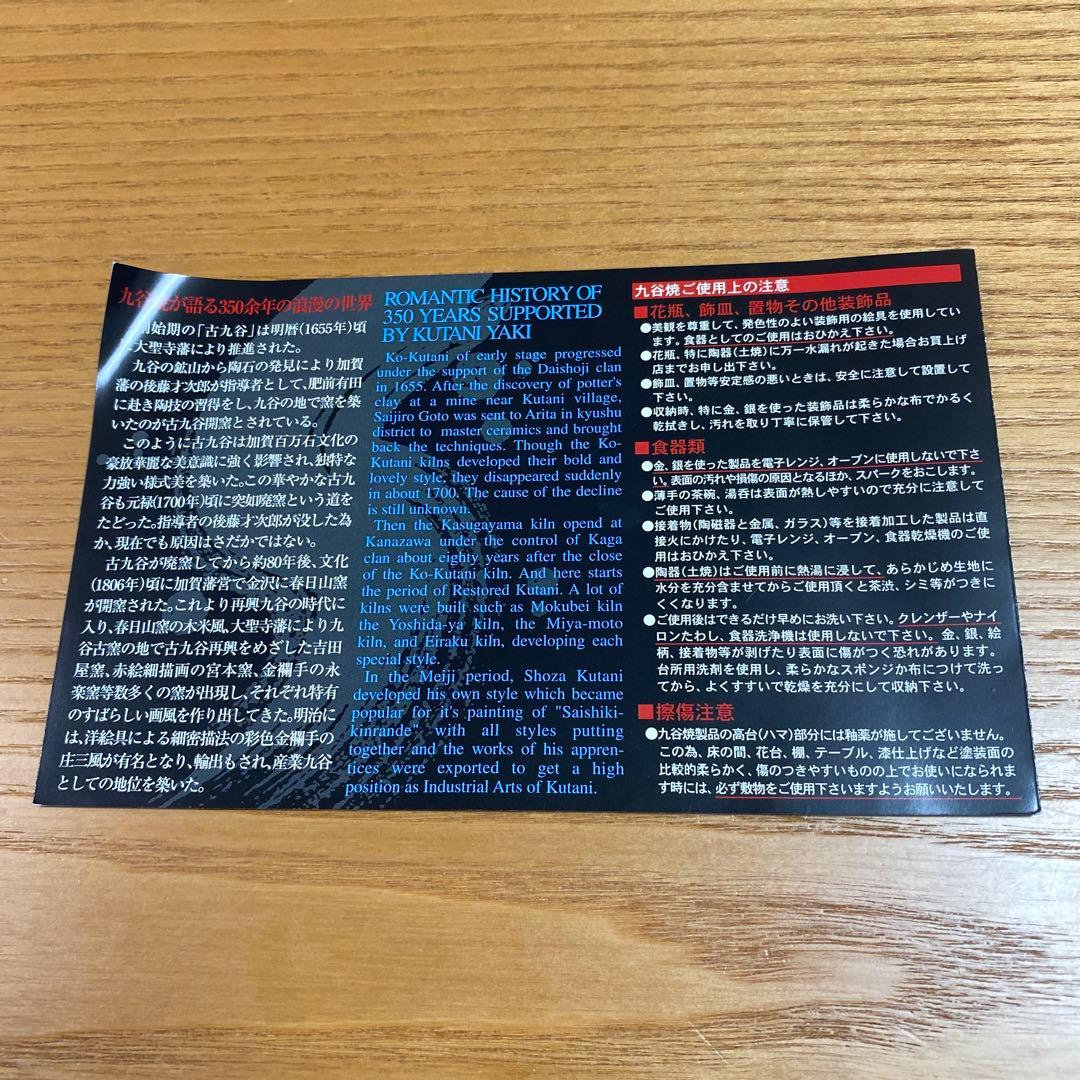 九谷焼が語る350余年の浪漫の世界
初始期の「古九谷」は明暦(1655年)頃
大聖寺藩により推進された。
九谷の鉱山から陶石の発見により加賀
藩の後藤才次郎が指導者として、肥前有田
に赴き陶技の習得をし、九谷の地で窯を築
いたのが古九谷開窯とされている。
このように古九谷は加賀百万石文化の
豪放華麗な美意識に強く影響され、独特な
力強い様式美を築いた。この華やかな古九
谷も元禄(1700年)頃に突如廃窯という道を
たどった。指導者の後藤才次郎が没した為
か、現在でも原因はさだかではない。
古九谷が廃窯してから約80年後、文化
(1806年)頃に加賀藩営で金沢に春日山窯
が開窯された。これより再興九谷の時代に
入り、春日山窯の木米風、大聖寺藩により九
谷古窯の地で古九谷再興をめざした吉田
屋窯、赤絵細描画の宮本窯、金襴手の永
楽窯等数多くの窯が出現し、それぞれ特有
のすばらしい画風を作り出してきた。明治に
は、洋絵具による細密描法の彩色金襴手の
庄三風が有名となり、輸出もされ、産業九谷
としての地位を築いた。
ROMANTIC HISTORY OF
350 YEARS SUPPORTED
BY KUTANI YAKI
Ko-Kutani of early stage progressed
under the support of the Daishoji clan
in 1655. After the discovery of potter's
clay at a mine near Kutani village,
Saijiro Goto was sent to Arita in kyushu
district to master ceramics and brought
back the techniques. Though the Ko-
Kutani kilns developed their bold and
lovely style, they disappeared suddenly
in about 1700. The cause of the decline
is still unknown.
Then the Kasugayama kiln opend at
Kanazawa under the control of Kaga
clan about eighty years after the close
of the Ko-Kutani kiln. And here starts
the period of Restored Kutani. A lot of
kilns were built such as Mokubei kiln
the Yoshida-ya kiln, the Miya-moto
kiln, and Eiraku kiln, developing each
special style.
In the Meiji period, Shoza Kutani
developed his own style which became
popular for it's painting of "Saishiki-
kinrande" with all styles putting
together and the works of his appren-
tices were exported to get a high
position as Industrial Arts of Kutani.
九谷焼ご使用上の注意
■花瓶、飾皿、置物その他装飾品
●美観を尊重して、発色性のよい装飾用の絵具を使用してい
ます。食器としてのご使用はおひかえ下さい。
●花瓶、特に陶器(土焼)に万一水漏れが起きた場合お買上げ
店までお申し出下さい。
●飾皿、置物等安定感の悪いときは、安全に注意して設置して
下さい。
●収納時、特に金、銀を使った装飾品は柔らかな布でかるく
乾拭きし、汚れを取り丁寧に保管して下さい。
■食器類
●金、銀を使った製品を電子レンジ、オーブンに使用しないで下さ
い。表面の汚れや損傷の原因となるほか、スパークをおこします。
●薄手の茶碗、湯呑は表面が熱しやすいので充分に注意して
ご使用下さい。
●接着物(陶磁器と金属、ガラス)等を接着加工した製品は直
接火にかけたり、電子レンジ、オーブン、食器乾燥機のご使
用はおひかえ下さい。
●陶器(土焼)はご使用前に熱湯に浸して、あらかじめ生地に
水分を充分含ませてからご使用頂くと茶渋、シミ等がつきに
くくなります。
●ご使用後はできるだけ早めにお洗い下さい。クレンザーやナイ
ロンたわし、食器洗浄機は使用しないで下さい。金、銀、絵
柄、接着物等が剥げたり表面に傷がつく恐れがあります。
台所用洗剤を使用し、柔らかなスポンジか布につけて洗っ
てから、よくすすいで乾燥を充分にして収納下さい。
■擦傷注意
●九谷焼製品の高台(ハマ)部分には釉薬が施してございません。
この為、床の間、花台、棚、テーブル、漆仕上げなど塗装面の
比較的柔らかく、傷のつきやすいものの上でお使いになられま
す時には、必ず敷物をご使用下さいますようお願いいたします。